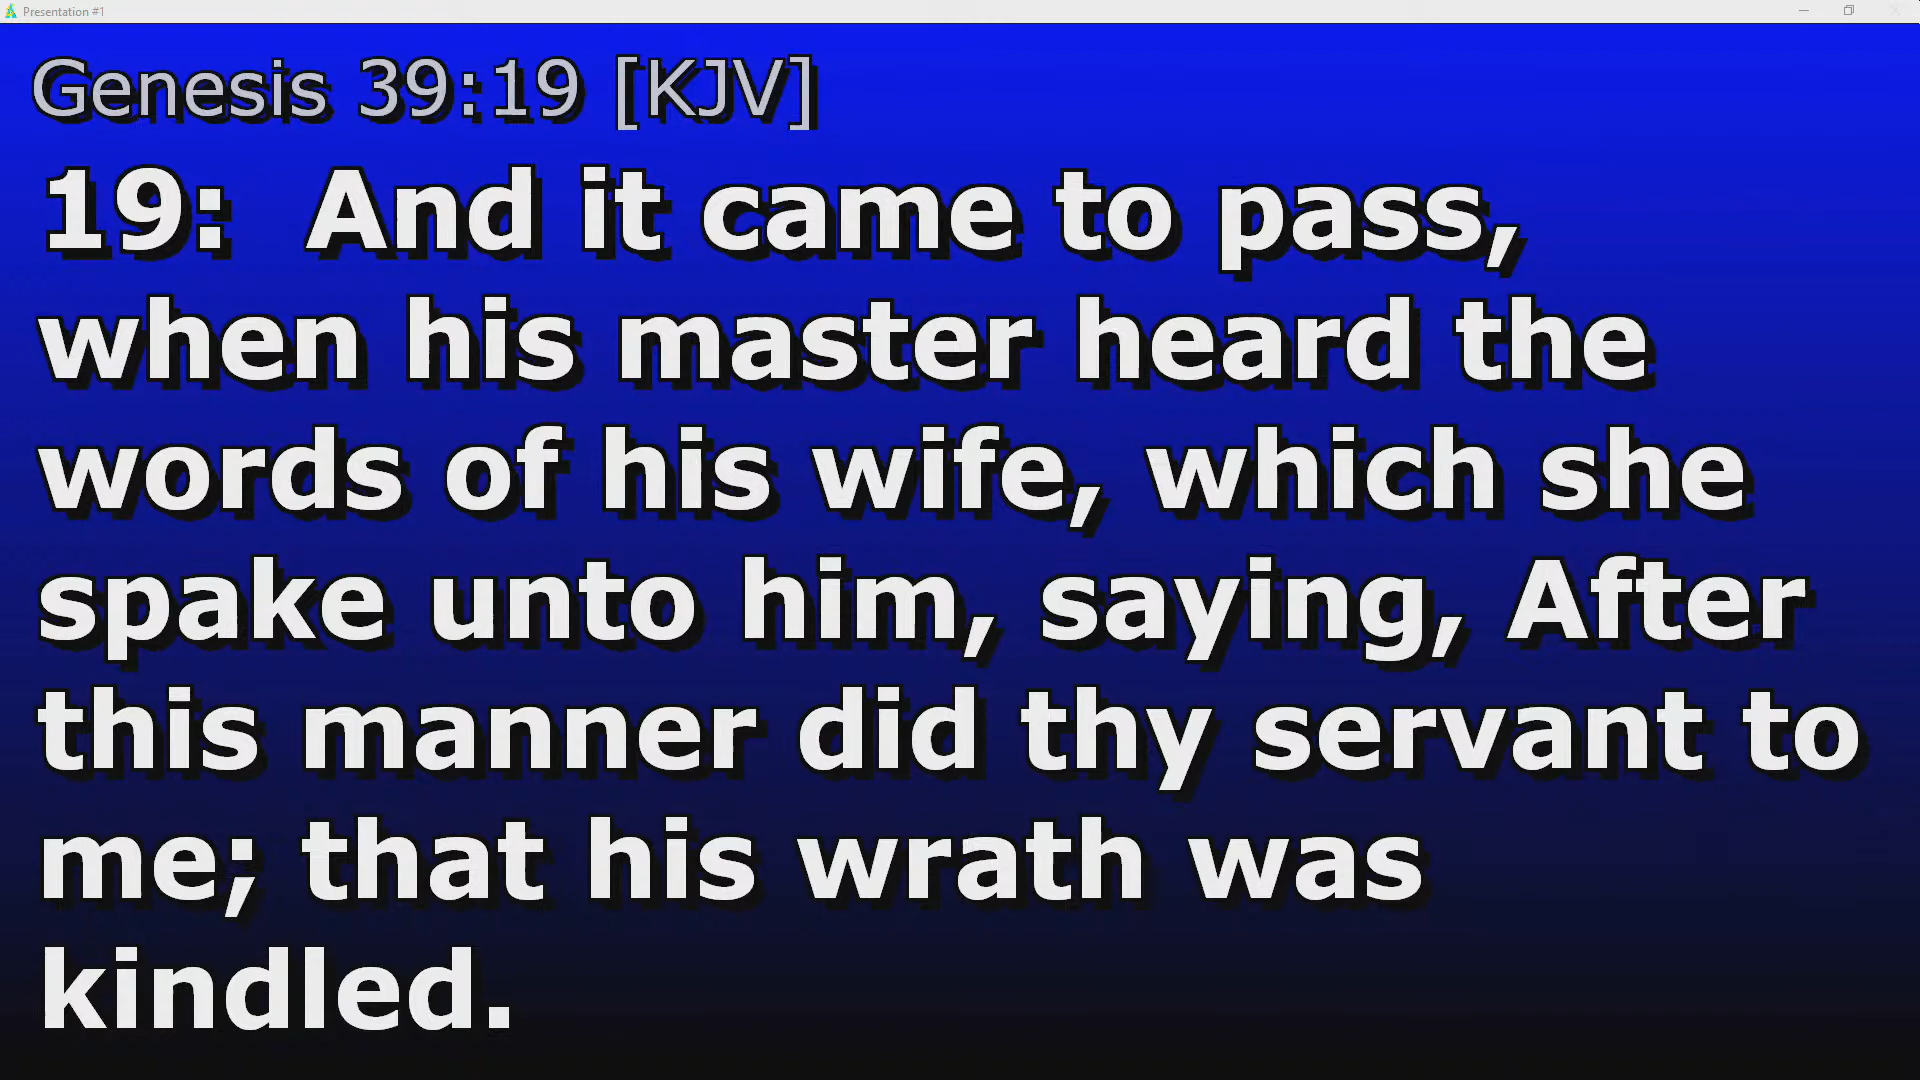 Presentation #1
Genesis 39:19 [KJV]
19: And it came to pass,
when his master heard the
words of his wife, which she
spake unto him, saying, After
this manner did thy servant to
me; that his wrath was
kindled.